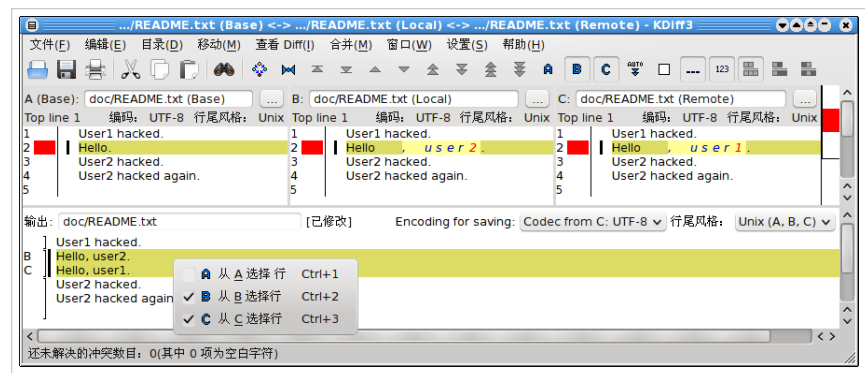 .../README.txt (Base) <-> .../README.txt (Local) <-> .../README.txt (Remote) - KDiff3
文件(F) 编辑(E) 目录(D) 移动(M) 查看 Diff(I) 合并(M) 窗口(W) 设置(S) 帮助(H)
A B C AUTO 123
A (Base): doc/README.txt (Base) ... B: doc/README.txt (Local) ... C: doc/README.txt (Remote) ...
Top line 1 编码: UTF-8 行尾风格: Unix Top line 1 编码: UTF-8 行尾风格: Unix Top line 1 编码: UTF-8 行尾风格: Unix
1 User1 hacked. 1 User1 hacked. 1 User1 hacked.
2 Hello. 2 Hello, user2. 2 Hello, user1.
3 User2 hacked. 3 User2 hacked. 3 User2 hacked.
4 User2 hacked again. 4 User2 hacked again. 4 User2 hacked again.
5 5 5
输出: doc/README.txt [已修改] Encoding for saving: Codec from C: UTF-8 行尾风格: Unix (A, B, C)
User1 hacked.
B Hello, user2.
C Hello, user1.
User2 hacked.
User2 hacked again
A 从 A 选择 行 Ctrl+1
B 从 B 选择行 Ctrl+2
C 从 C 选择行 Ctrl+3
还未解决的冲突数目: 0(其中 0 项为空白字符)